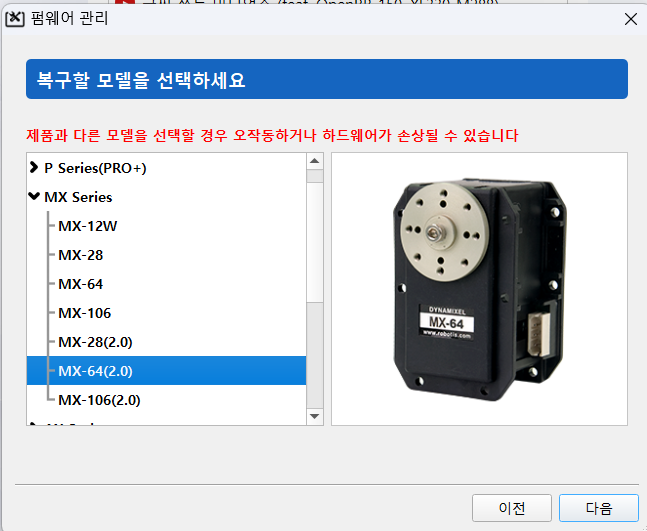 펌웨어 관리
복구할 모델을 선택하세요
제품과 다른 모델을 선택할 경우 오작동하거나 하드웨어가 손상될 수 있습니다
P Series(PRO+)
MX Series
MX-12W
MX-28
MX-64
MX-106
MX-28(2.0)
MX-64(2.0)
MX-106(2.0)
DYNAMIXEL
MX-64
www.robotis.com
이전
다음